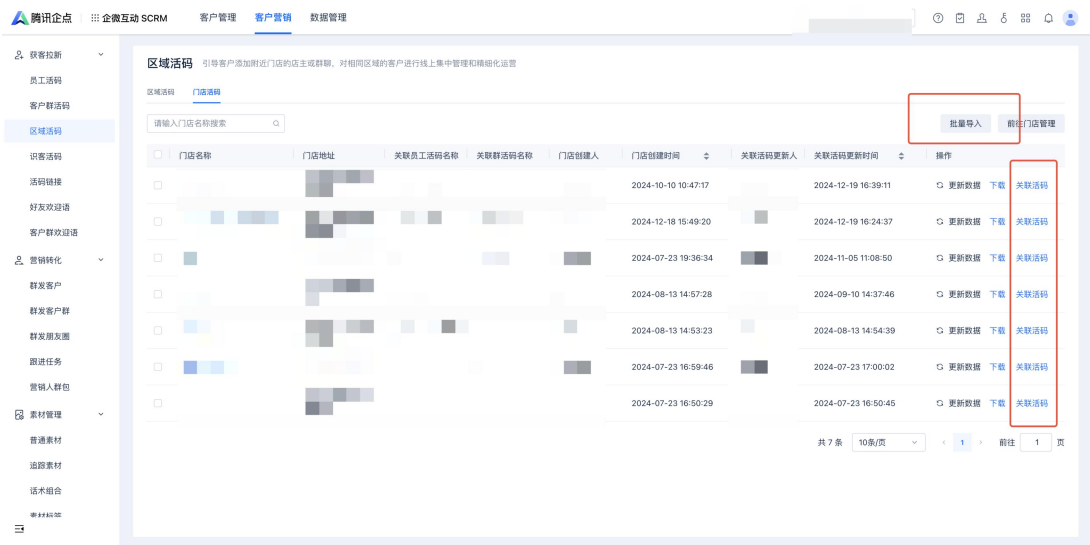 腾讯企点 企微互动 SCRM 客户管理 客户营销 数据管理
获客拉新
员工活码
客户群活码
区域活码
识客活码
活码链接
好友欢迎语
客户群欢迎语
营销转化
群发客户
群发客户群
群发朋友圈
跟进任务
营销人群包
素材管理
普通素材
追踪素材
话术组合
素材标签
区域活码 引导客户添加附近门店的店主或群聊，对相同区域的客户进行线上集中管理和精细化运营
区域活码 门店活码
请输入门店名称搜索 批量导入 前往门店管理
门店名称 门店地址 关联员工活码名称 关联群活码名称 门店创建人 门店创建时间 关联活码更新人 关联活码更新时间 操作
2024-10-10 10:47:17 2024-12-19 16:39:11 更新数据 下载 关联活码
2024-12-18 15:49:20 2024-12-19 16:24:37 更新数据 下载 关联活码
2024-07-23 19:36:34 2024-11-05 11:08:50 更新数据 下载 关联活码
2024-08-13 14:57:28 2024-09-10 14:37:46 更新数据 下载 关联活码
2024-08-13 14:53:23 2024-08-13 14:54:39 更新数据 下载 关联活码
2024-07-23 16:59:46 2024-07-23 17:00:02 更新数据 下载 关联活码
2024-07-23 16:50:29 2024-07-23 16:50:45 更新数据 下载 关联活码
共 7 条 10条/页 1 前往 1 页